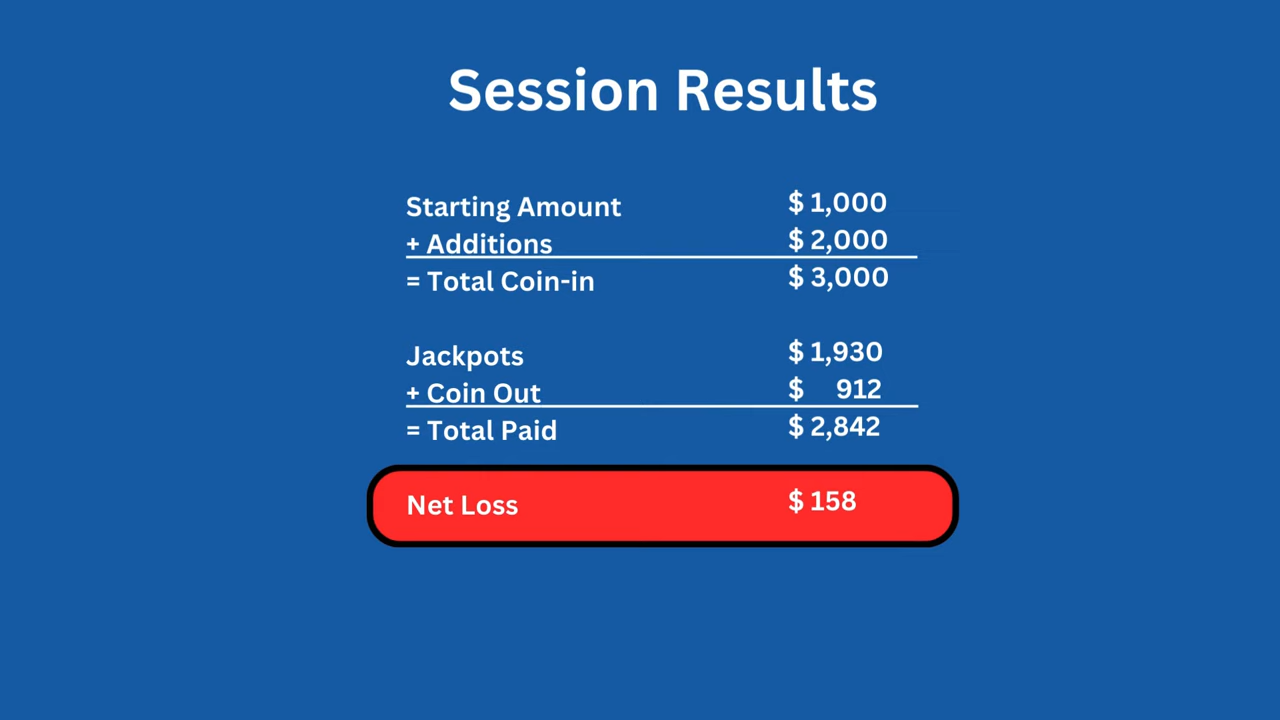 Session Results
Starting Amount $ 1,000
+ Additions $ 2,000
= Total Coin-in $ 3,000
Jackpots $ 1,930
+ Coin Out $ 912
= Total Paid $ 2,842
Net Loss $ 158